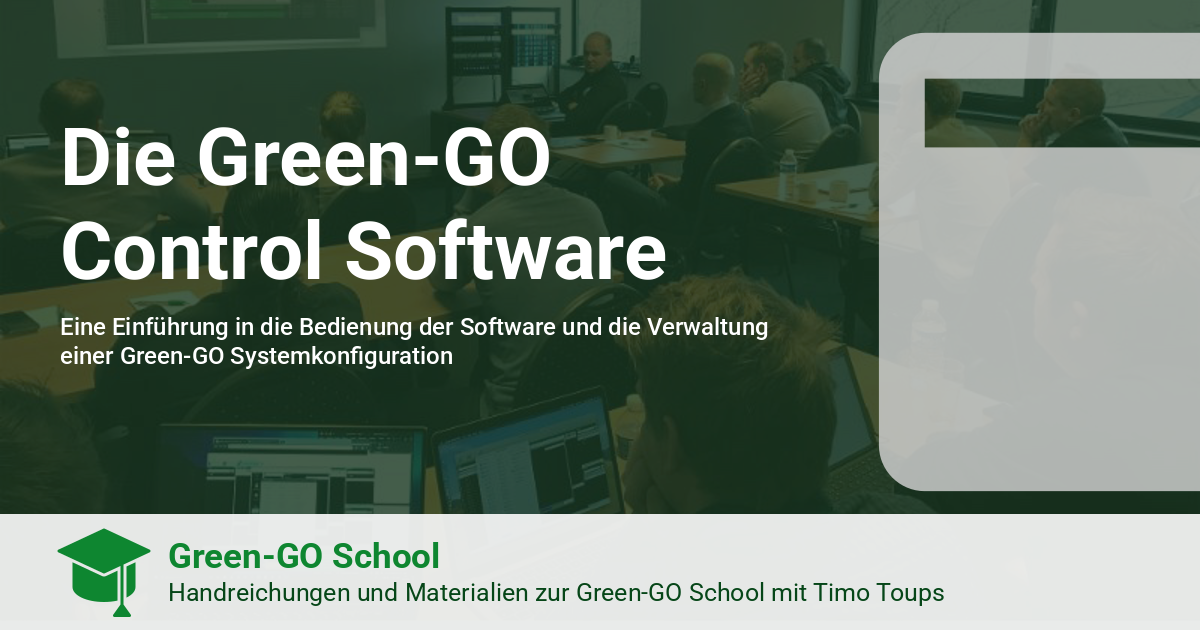 Die Green-GO
Control Software
Eine Einführung in die Bedienung der Software und die Verwaltung
einer Green-GO Systemkonfiguration
Green-GO School
Handreichungen und Materialien zur Green-GO School mit Timo Toups